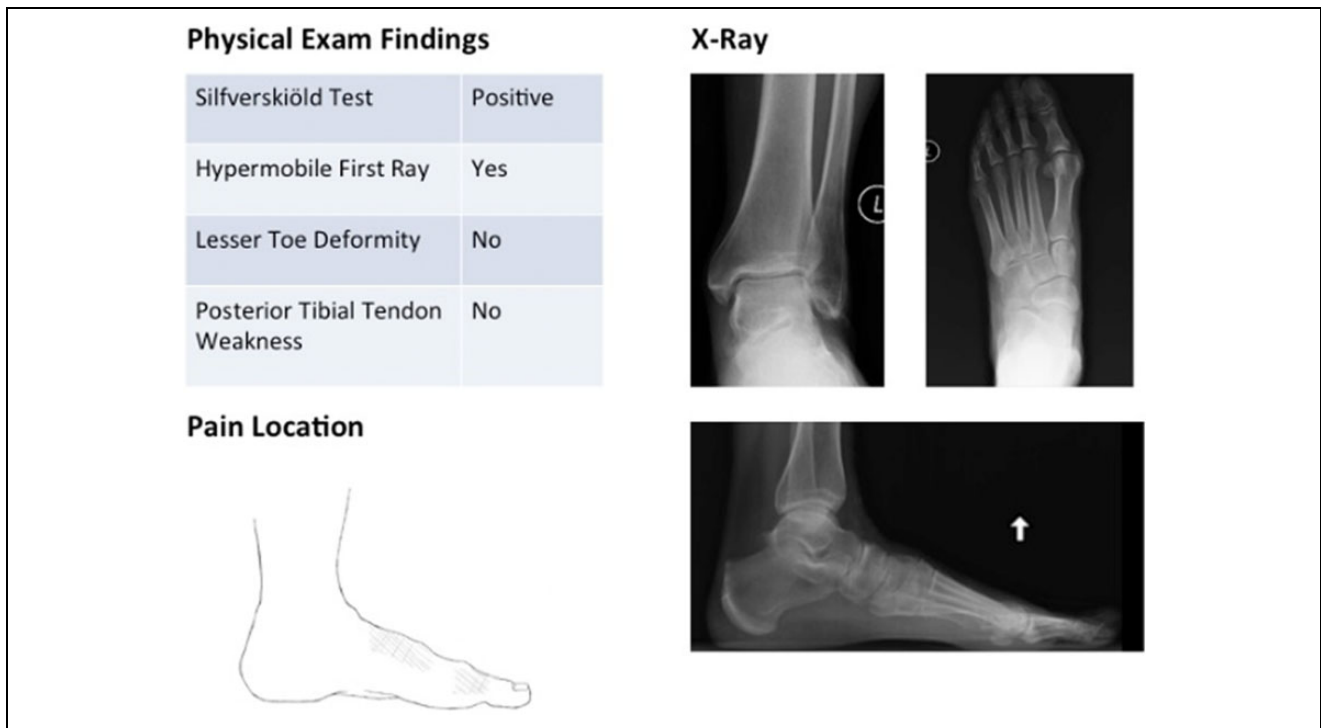 Physical Exam Findings
Silfverskiöld Test Positive
Hypermobile First Ray Yes
Lesser Toe Deformity No
Posterior Tibial Tendon No
Weakness
Pain Location
X-Ray
L